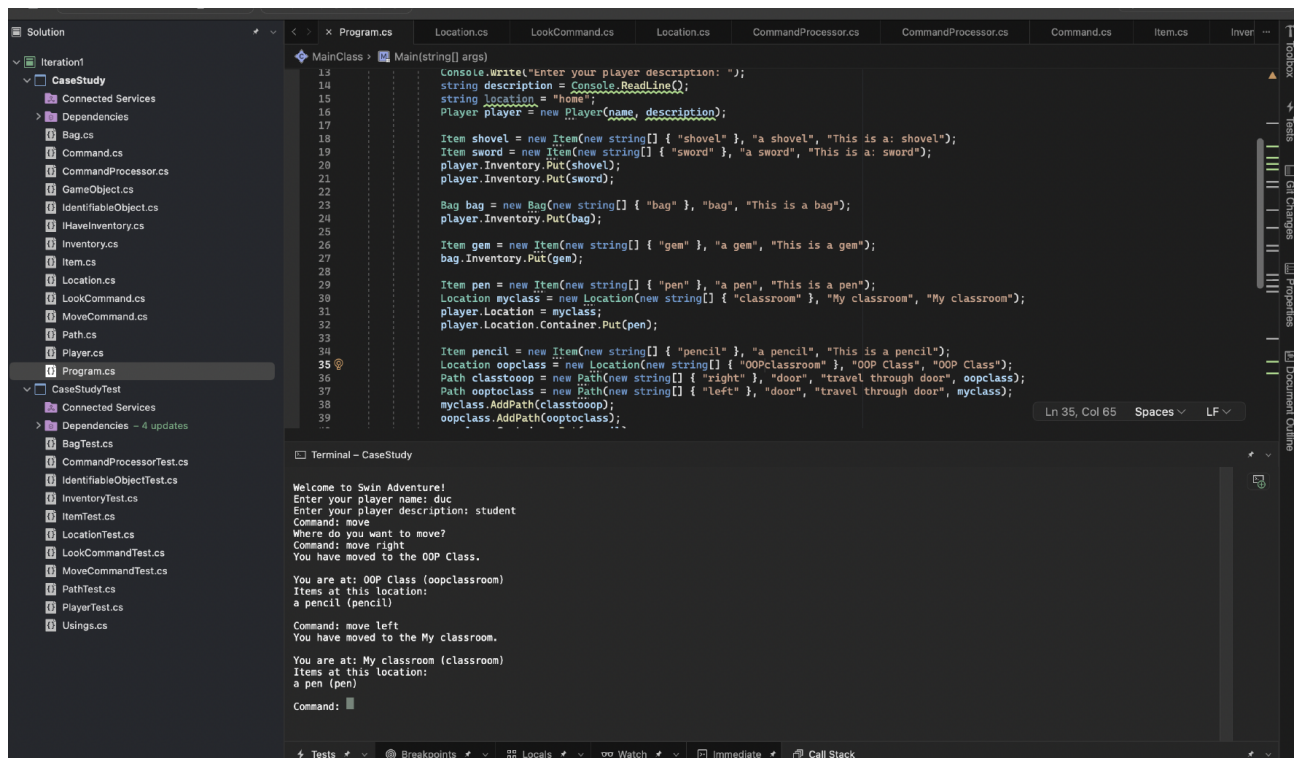 Solution
Iteration1
CaseStudy
Connected Services
Dependencies
Bag.cs
Command.cs
CommandProcessor.cs
GameObject.cs
IdentifiableObject.cs
IHaveInventory.cs
Inventory.cs
Item.cs
Location.cs
LookCommand.cs
MoveCommand.cs
Path.cs
Player.cs
Program.cs
CaseStudyTest
Connected Services
Dependencies – 4 updates
BagTest.cs
CommandProcessorTest.cs
IdentifiableObjectTest.cs
InventoryTest.cs
ItemTest.cs
LocationTest.cs
LookCommandTest.cs
MoveCommandTest.cs
PathTest.cs
PlayerTest.cs
Usings.cs
< > × Program.cs Location.cs LookCommand.cs Location.cs CommandProcessor.cs CommandProcessor.cs Command.cs Item.cs Inver ...
MainClass > M Main(string[] args)
13 Console.Write("Enter your player description: ");
14 string description = Console.ReadLine();
15 string location = "home";
16 Player player = new Player(name, description);
17
18 Item shovel = new Item(new string[] { "shovel" }, "a shovel", "This is a: shovel");
19 Item sword = new Item(new string[] { "sword" }, "a sword", "This is a: sword");
20 player.Inventory.Put(shovel);
21 player.Inventory.Put(sword);
22
23 Bag bag = new Bag(new string[] { "bag" }, "bag", "This is a bag");
24 player.Inventory.Put(bag);
25
26 Item gem = new Item(new string[] { "gem" }, "a gem", "This is a gem");
27 bag.Inventory.Put(gem);
28
29 Item pen = new Item(new string[] { "pen" }, "a pen", "This is a pen");
30 Location myclass = new Location(new string[] { "classroom" }, "My classroom", "My classroom");
31 player.Location = myclass;
32 player.Location.Container.Put(pen);
33
34 Item pencil = new Item(new string[] { "pencil" }, "a pencil", "This is a pencil");
35 Location oopclass = new Location(new string[] { "OOPclassroom" }, "OOP Class", "OOP Class");
36 Path classtooop = new Path(new string[] { "right" }, "door", "travel through door", oopclass);
37 Path ooptoclass = new Path(new string[] { "left" }, "door", "travel through door", myclass);
38 myclass.AddPath(classtooop);
39 oopclass.AddPath(ooptoclass);
Ln 35, Col 65 Spaces LF
Terminal – CaseStudy
Welcome to Swin Adventure!
Enter your player name: duc
Enter your player description: student
Command: move
Where do you want to move?
Command: move right
You have moved to the OOP Class.
You are at: OOP Class (oopclassroom)
Items at this location:
a pencil (pencil)
Command: move left
You have moved to the My classroom.
You are at: My classroom (classroom)
Items at this location:
a pen (pen)
Command:
Tests Breakpoints Locals Watch Immediate Call Stack
Toolbox
Tests
Git Changes
Properties
Document Outline